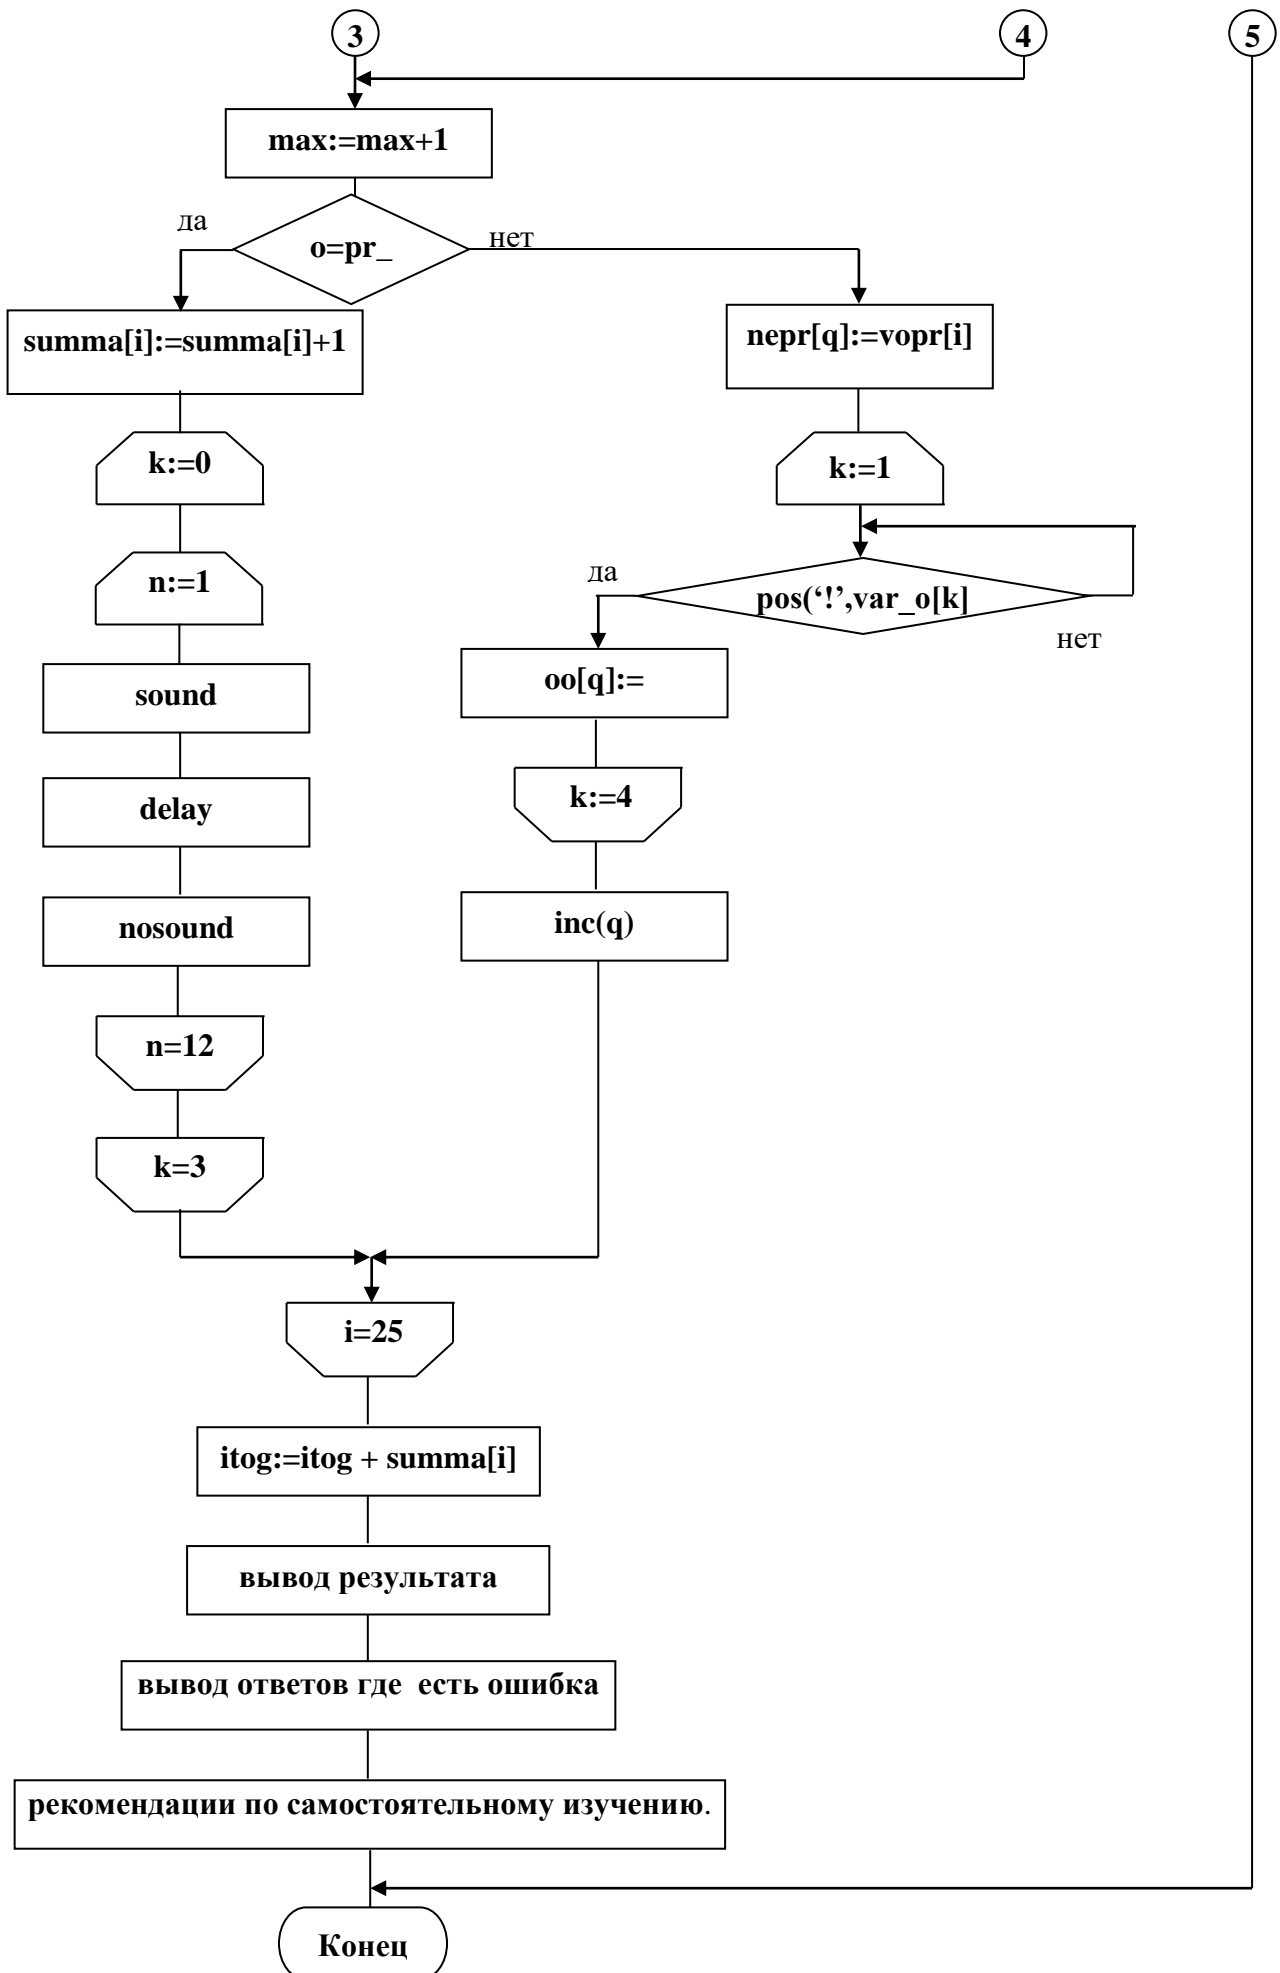 3
4
5
max:=max+1
да
o=pr_
нет
summa[i]:=summa[i]+1
nepr[q]:=vopr[i]
k:=0
k:=1
n:=1
да
pos(‘!’,var_o[k]
нет
sound
oo[q]:=
delay
k:=4
nosound
inc(q)
n=12
k=3
i=25
itog:=itog + summa[i]
вывод результата
вывод ответов где есть ошибка
рекомендации по самостоятельному изучению.
Конец